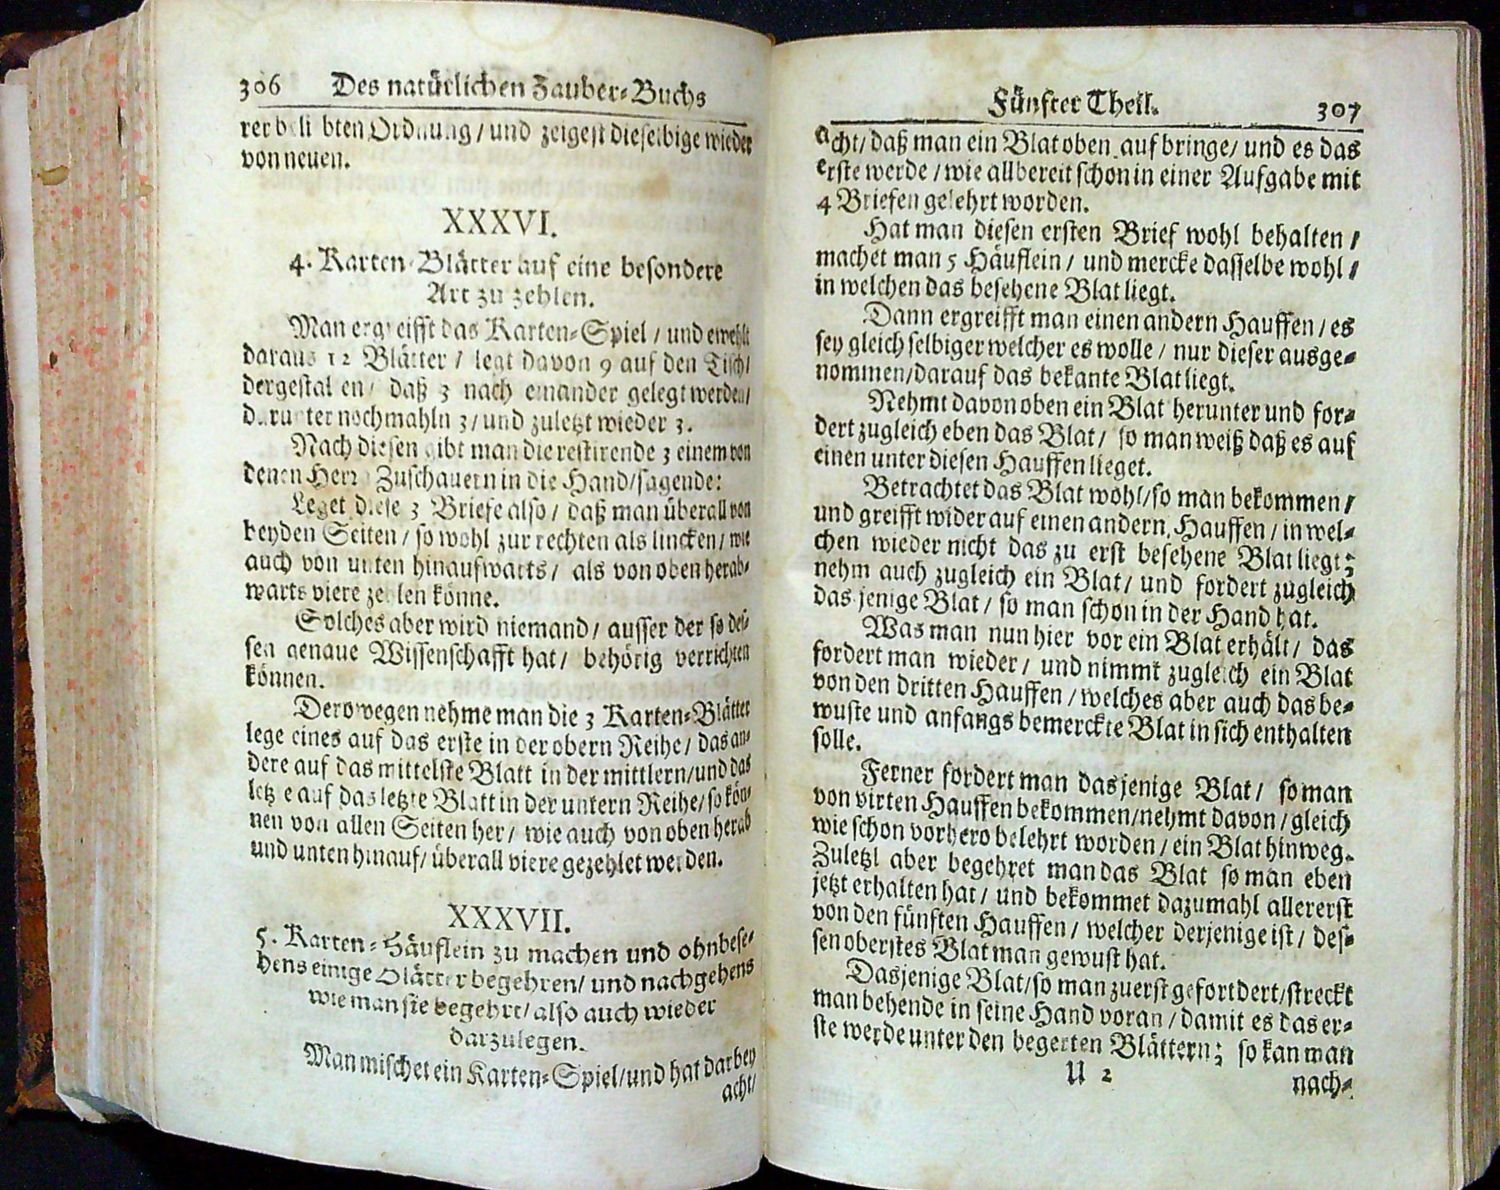 306 Des natürlichen Zauber⸗Buchs
Ordnung / und zeigest dieselbige wieder
von neuen.
XXXVI.
4. Karten⸗Blätter auf eine besondere
Art zu zehlen.
Man ergreifft das Karten⸗Spiel / und erwehlt
daraus 12 Blätter / legt davon 9 auf den Tisch /
dergestalten / daß 3 nach einander gelegt werden /
darunter nochmahln 3 / und zuletzt wieder 3.
Nach diesen gibt man die restirende 3 einem von
denen Herrn Zuschauern in die Hand / sagende:
Leget diese 3 Briefe also / daß man überall von
beyden Seiten / so wohl zur rechten als lincken / wie
auch von unten hinaufwarts / als von oben herab⸗
warts viere zehlen könne.
Solches aber wird niemand / ausser der so des⸗
sen genaue Wissenschafft hat / behörig verrichten
können.
Derowegen nehme man die 3 Karten⸗Blätter
lege eines auf das erste in der obern Reihe / das an⸗
dere auf das mittelste Blatt in der mittlern / und das
letzte auf das letzte Blatt in der untern Reihe / so kön⸗
nen von allen Seiten her / wie auch von oben herab
und unten hinauf / überall viere gezehlet werden.
XXXVII.
5. Karten⸗Häuflein zu machen und ohnbese⸗
hens einige Blätter begehren / und nachgehens
wie man sie begehrt / also auch wieder
darzulegen.
Man mischet ein Karten⸗Spiel / und hat darbey
acht /
Fünfter Theil. 307
acht / daß man ein Blat oben auf bringe / und es das
erste werde / wie allbereit schon in einer Aufgabe mit
4 Briefen gelehrt worden.
Hat man diesen ersten Brief wohl behalten /
machet man 5 Häuflein / und mercke dasselbe wohl /
in welchen das besehene Blat liegt.
Dann ergreifft man einen andern Hauffen / es
sey gleich selbiger welcher es wolle / nur dieser ausge⸗
nommen / darauf das bekante Blat liegt.
Nehmt davon oben ein Blat herunter und for⸗
dert zugleich eben das Blat / so man weiß daß es auf
einen unter diesen Hauffen lieget.
Betrachtet das Blat wohl / so man bekommen /
und greifft wider auf einen andern Hauffen / in wel⸗
chen wieder nicht das zu erst besehene Blat liegt;
nehm auch zugleich ein Blat / und fordert zugleich
das jenige Blat / so man schon in der Hand hat.
Was man nun hier vor ein Blat erhält / das
fordert man wieder / und nimmt zugleich ein Blat
von den dritten Hauffen / welches aber auch das be⸗
wuste und anfangs bemerckte Blat in sich enthalten
solle.
Ferner fordert man dasjenige Blat / so man
von virten Hauffen bekommen / nehmt davon / gleich
wie schon vorhero belehrt worden / ein Blat hinweg.
Zuletzl aber begehret man das Blat so man eben
jetzt erhalten hat / und bekommet dazumahl allererst
von den fünften Hauffen / welcher derjenige ist / des⸗
sen oberstes Blat man gewust hat.
Dasjenige Blat / so man zuerst gefordert / streckt
man behende in seine Hand voran / damit es das er⸗
ste werde unter den begerten Blättern; so kan man
U 2 nach⸗